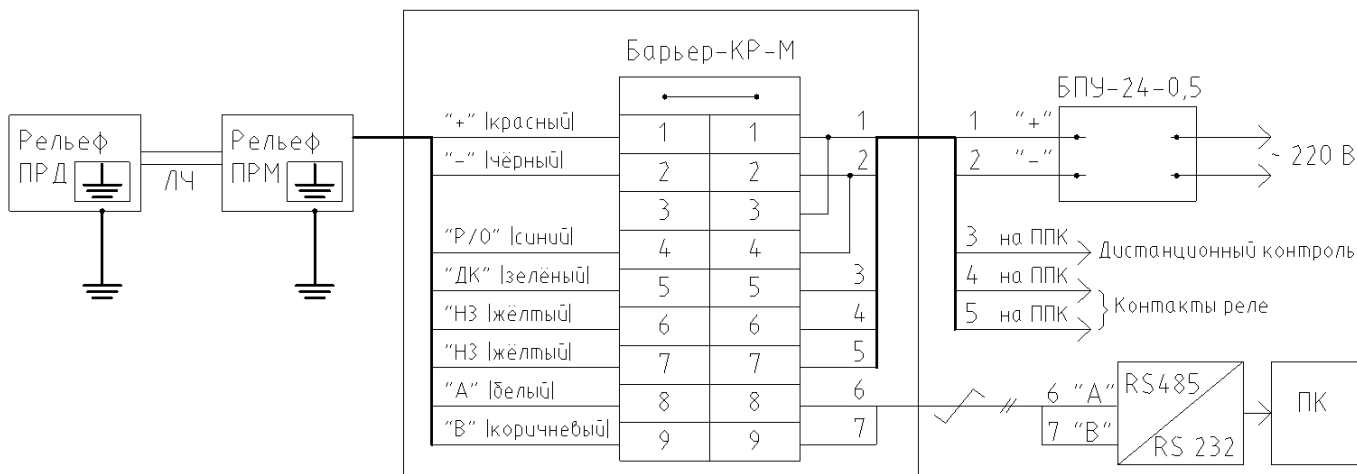 Барьер-КР-М
БПУ-24-0,5
Рельеф
ПРД
ЛЧ
Рельеф
ПРМ
"+" |красный| 1 1 1
"-" |чёрный| 2 2 2
3 3
"Р/О" |синий| 4 4
"ДК" |зелёный| 5 5 3
"НЗ |жёлтый| 6 6 4
"НЗ |жёлтый| 7 7 5
"А" |белый| 8 8 6
"В" |коричневый| 9 9 7
1 "+"
2 "-"
~ 220 В
3 на ППК Дистанционный контроль
4 на ППК
5 на ППК
Контакты реле
6 "А"
7 "В"
RS485
RS 232
ПК